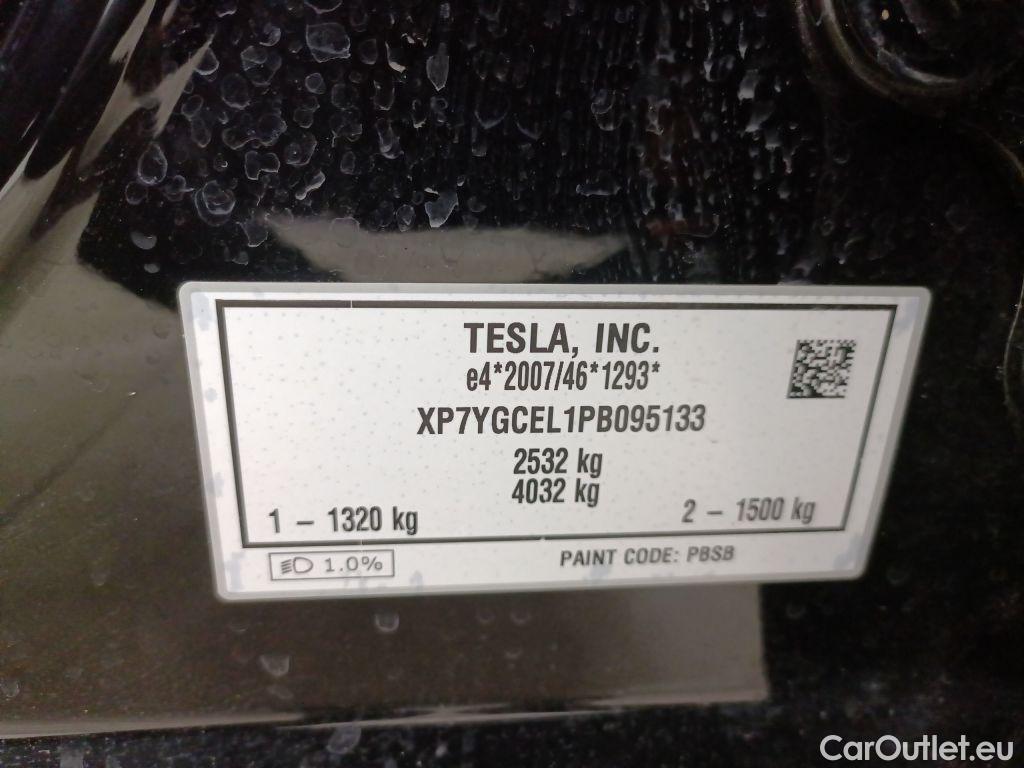 TESLA, INC.
e4*2007/46*1293*
XP7YGCEL1PB095133
2532 kg
4032 kg
1 – 1320 kg
2 – 1500 kg
1.0%
PAINT CODE: PBSB
CarOutlet.eu